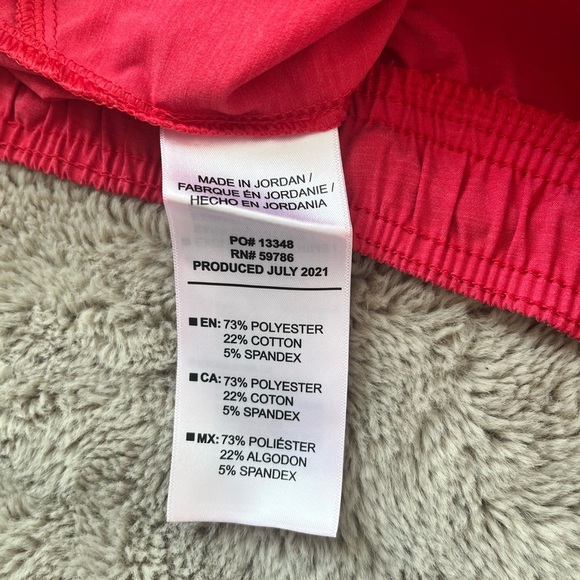 MADE IN JORDAN /
FABRIQUE ÉN JORDANIE /
HECHO EN JORDANIA
PO# 13348
RN# 59786
PRODUCED JULY 2021
■ EN: 73% POLYESTER
22% COTTON
5% SPANDEX
■ CA: 73% POLYESTER
22% COTON
5% SPANDEX
■ MX: 73% POLIÉSTER
22% ALGODON
5% SPANDEX